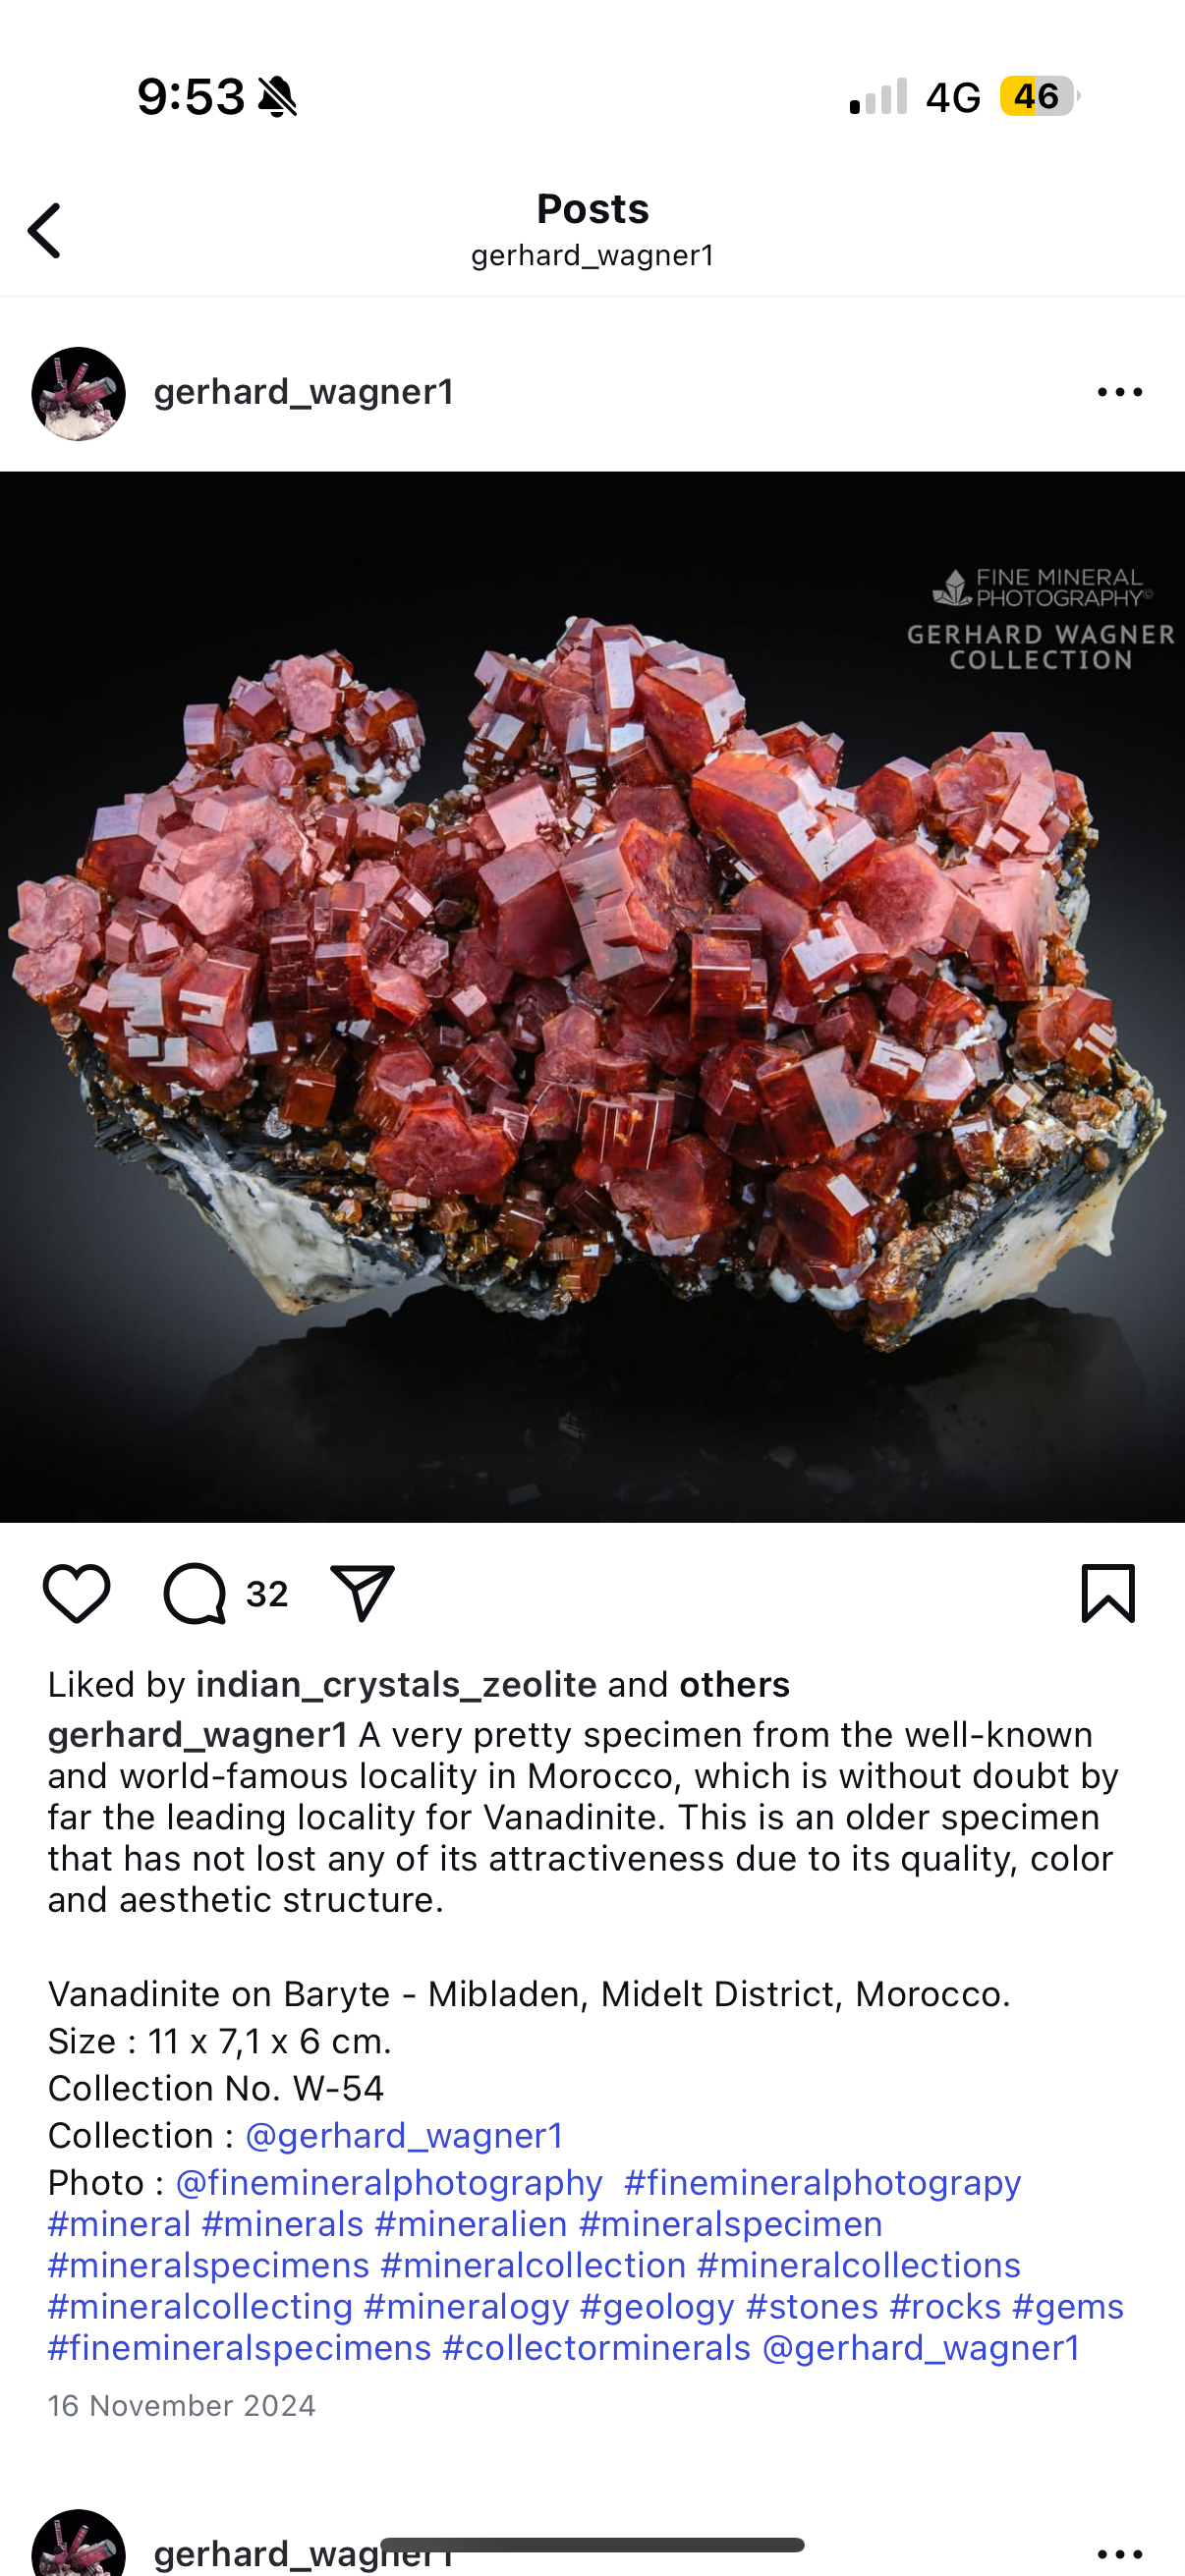 9:53
4G
46
Posts
gerhard_wagner1
gerhard_wagner1
FINE MINERAL
PHOTOGRAPHY©
GERHARD WAGNER
COLLECTION
32
Liked by indian_crystals_zeolite and others
gerhard_wagner1 A very pretty specimen from the well-known
and world-famous locality in Morocco, which is without doubt by
far the leading locality for Vanadinite. This is an older specimen
that has not lost any of its attractiveness due to its quality, color
and aesthetic structure.
Vanadinite on Baryte - Mibladen, Midelt District, Morocco.
Size : 11 x 7,1 x 6 cm.
Collection No. W-54
Collection : @gerhard_wagner1
Photo : @finemineralphotography #finemineralphotograpy
#mineral #minerals #mineralien #mineralspecimen
#mineralspecimens #mineralcollection #mineralcollections
#mineralcollecting #mineralogy #geology #stones #rocks #gems
#finemineralspecimens #collectorminerals @gerhard_wagner1
16 November 2024
gerhard_wagner1